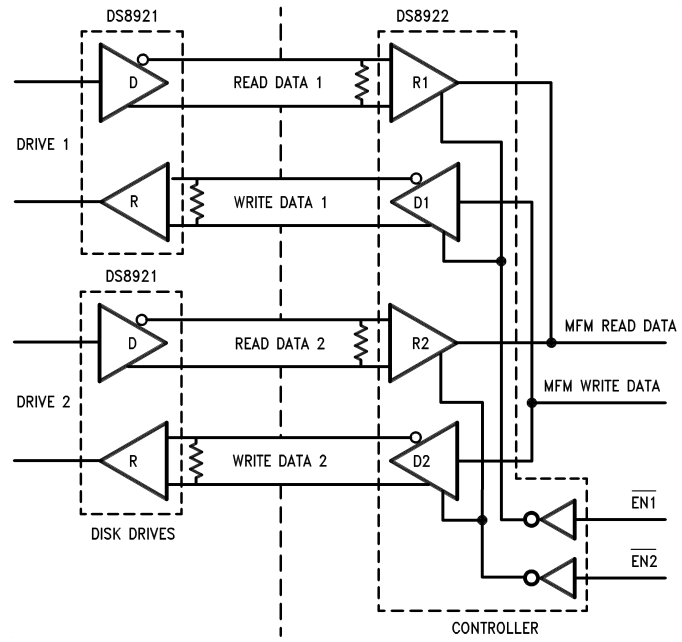 DS8921
DS8922
D
READ DATA 1
R1
DRIVE 1
R
WRITE DATA 1
D1
DS8921
D
READ DATA 2
R2
MFM READ DATA
MFM WRITE DATA
DRIVE 2
R
WRITE DATA 2
D2
EN1
DISK DRIVES
EN2
CONTROLLER